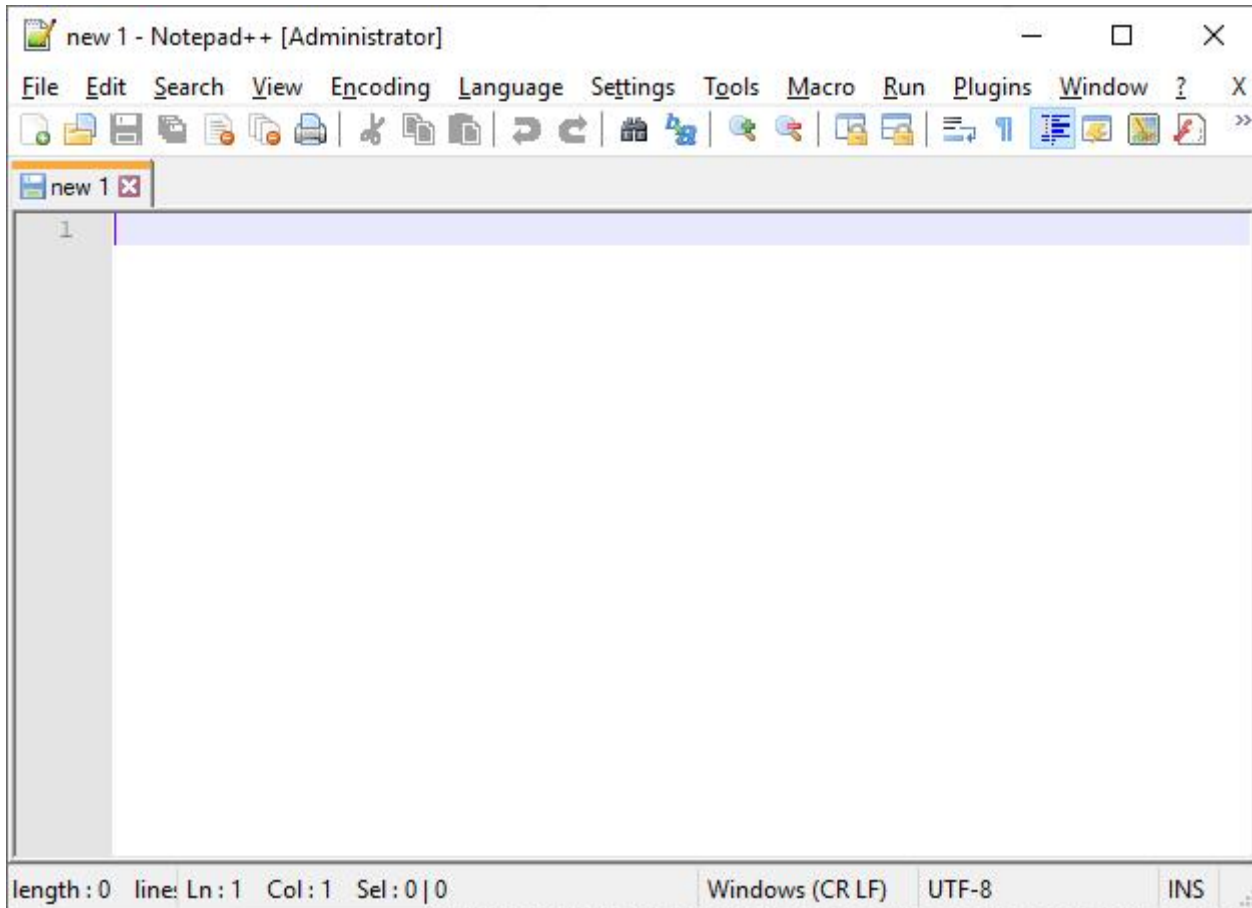 new 1 - Notepad++ [Administrator]
File Edit Search View Encoding Language Settings Tools Macro Run Plugins Window ? X
new 1
1
length : 0 line Ln : 1 Col : 1 Sel : 0 | 0 Windows (CR LF) UTF-8 INS